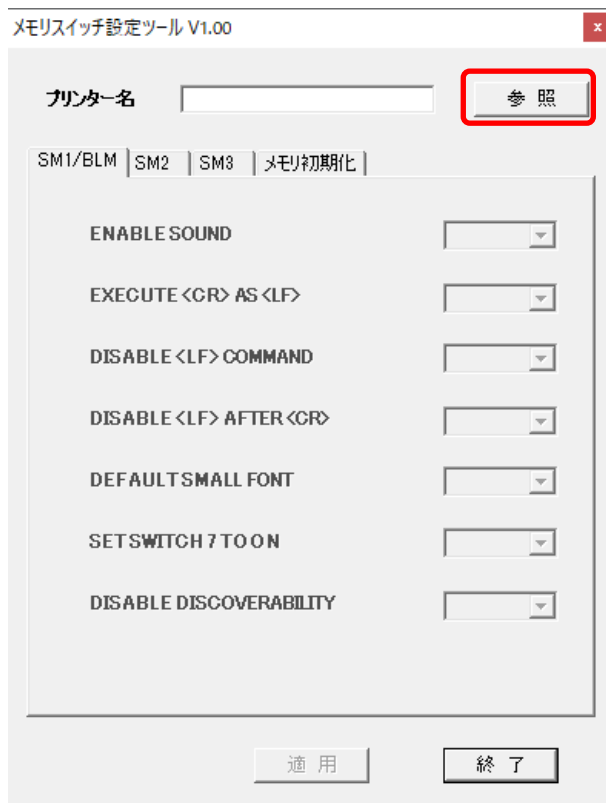 メモリスイッチ設定ツール V1.00
x
プリンター名
参 照
SM1/BLM SM2 SM3 メモリ初期化
ENABLE SOUND
EXECUTE <CR> AS <LF>
DISABLE <LF> COMMAND
DISABLE <LF> AFTER <CR>
DEFAULT SMALL FONT
SET SWITCH 7 TO ON
DISABLE DISCOVERABILITY
適 用 終 了